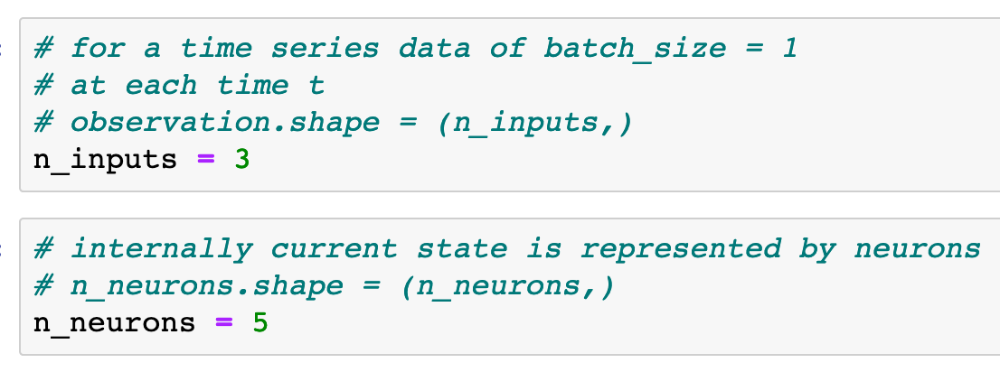 # for a time series data of batch_size = 1
# at each time t
# observation.shape = (n_inputs,)
n_inputs = 3
# internally current state is represented by neurons
# n_neurons.shape = (n_neurons,)
n_neurons = 5